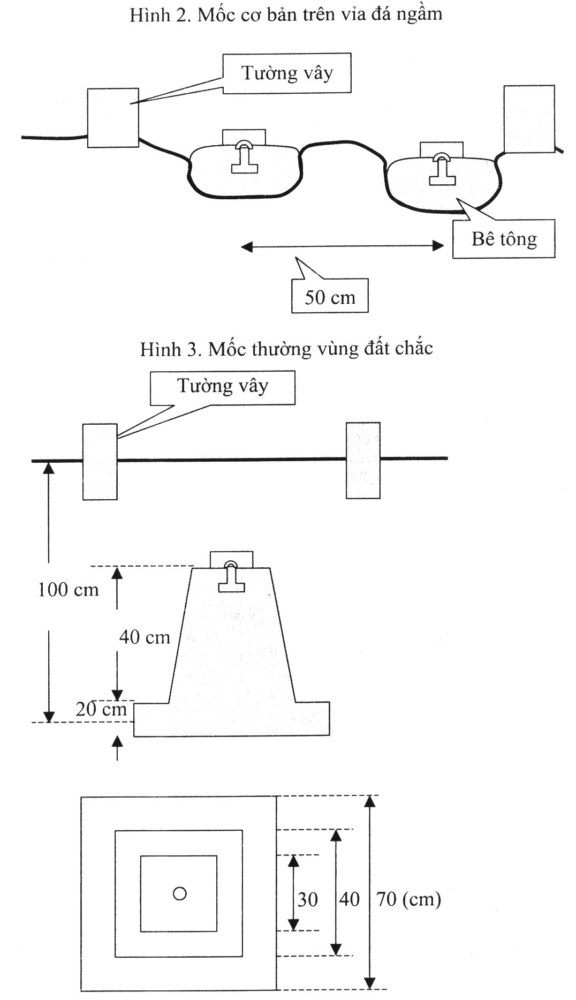 Hình 2. Mốc cơ bản trên vỉa đá ngầm
Tường vây
Bê tông
50 cm
Hình 3. Mốc thường vùng đất chắc
Tường vây
100 cm
40 cm
20 cm
30
40
70 (cm)